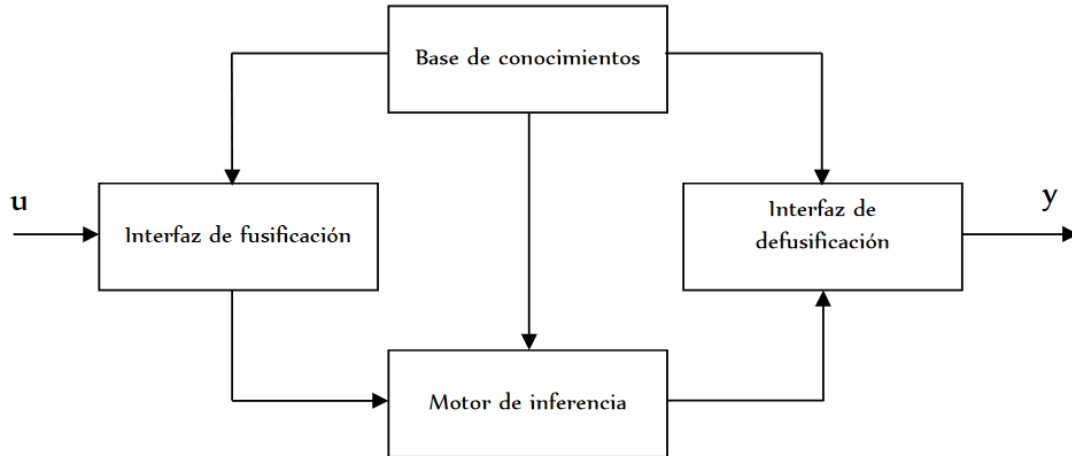 Base de conocimientos
u
Interfaz de fusificación
Interfaz de
defusificación
y
Motor de inferencia